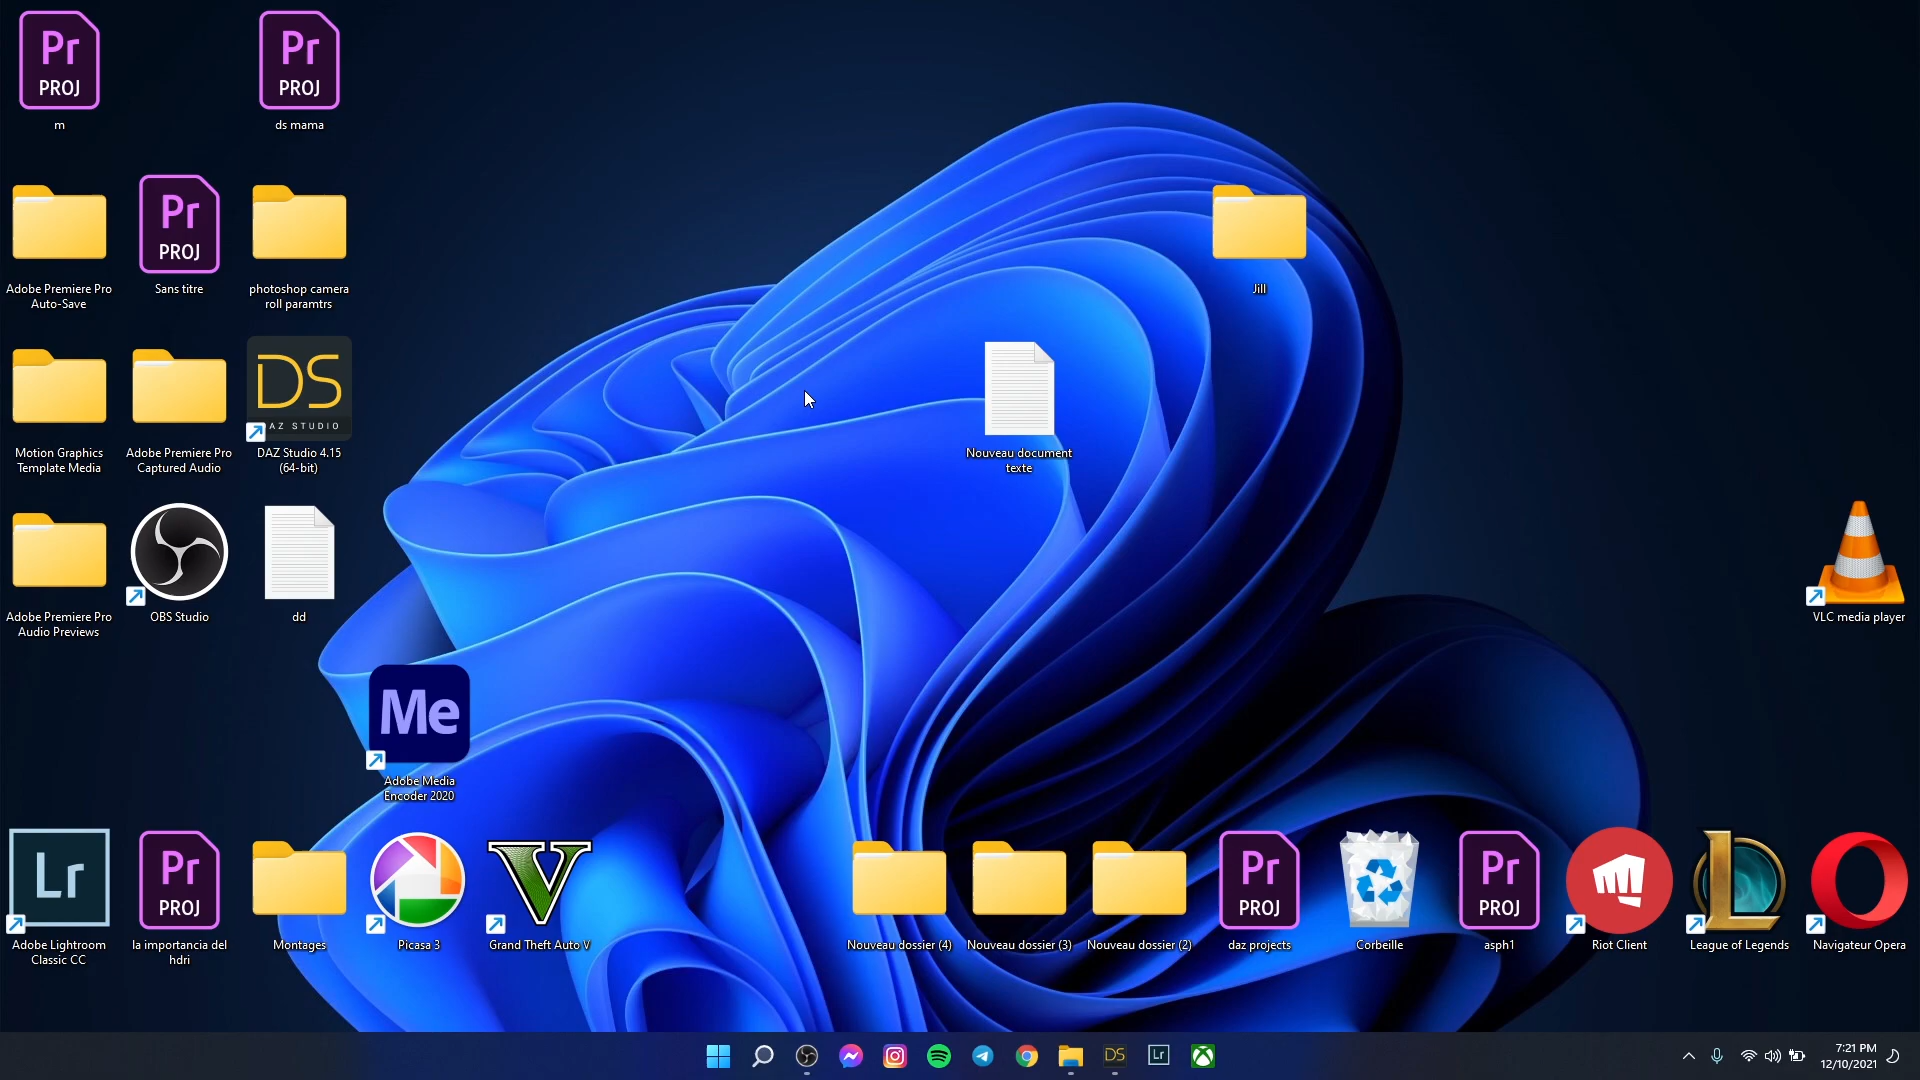 Pr
PROJ
m
Pr
PROJ
ds mama
Adobe Premiere Pro
Auto-Save
Pr
PROJ
Sans titre
photoshop camera
roll paramtrs
Jill
Motion Graphics
Template Media
Adobe Premiere Pro
Captured Audio
DS
AZ STUDIO
DAZ Studio 4.15
(64-bit)
Nouveau document
texte
Adobe Premiere Pro
Audio Previews
OBS Studio
dd
VLC media player
Me
Adobe Media
Encoder 2020
Lr
Adobe Lightroom
Classic CC
Pr
PROJ
la importancia del
hdri
Montages
Picasa 3
V
Grand Theft Auto V
Nouveau dossier (4)
Nouveau dossier (3)
Nouveau dossier (2)
Pr
PROJ
daz projects
Corbeille
Pr
PROJ
asph1
Riot Client
L
League of Legends
Navigateur Opera
DS
Lr
7:21 PM
12/10/2021